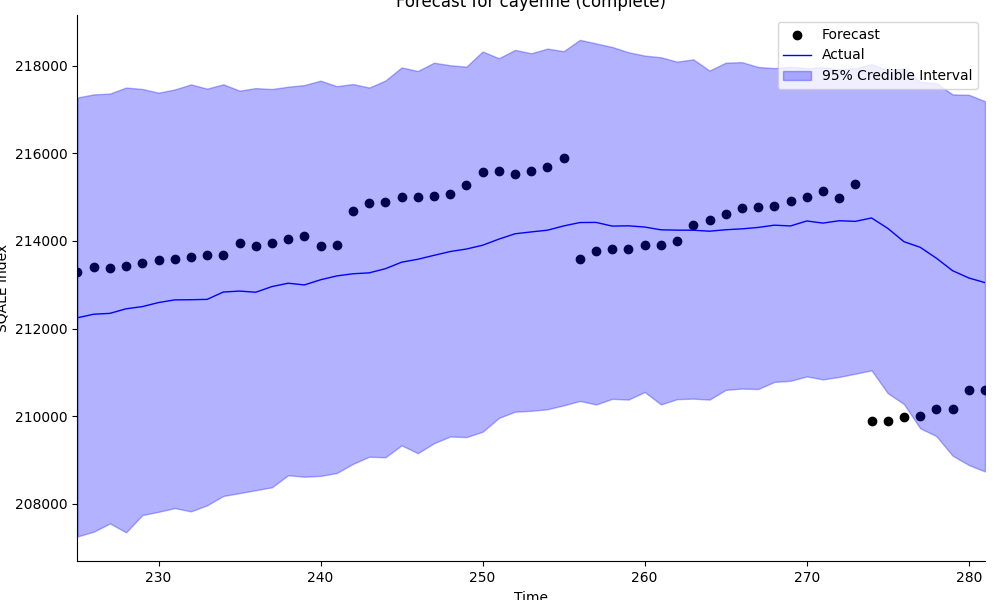 Forecast for cayenne (complete)
Forecast
Actual
95% Credible Interval
218000
216000
214000
212000
210000
208000
SQALE Index
230
240
250
260
270
280
Time